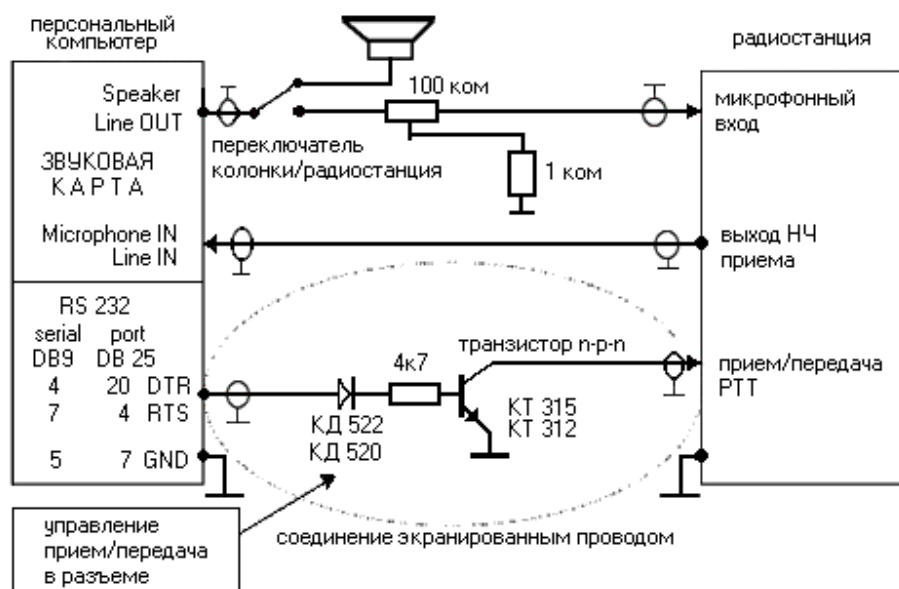 персональный
компьютер
радиостанция
Speaker
Line OUT
100 ком
микрофонный
вход
переключатель
колонки/радиостанция
ЗВУКОВАЯ
КАРТА
1 ком
Microphone IN
Line IN
выход НЧ
приема
RS 232
serial port
DB9 DB 25
4 20 DTR
7 4 RTS
5 7 GND
транзистор n-p-n
4к7
прием/передача
РТТ
КД 522
КД 520
КТ 315
КТ 312
управление
прием/передача
в разъеме
соединение экранированным проводом